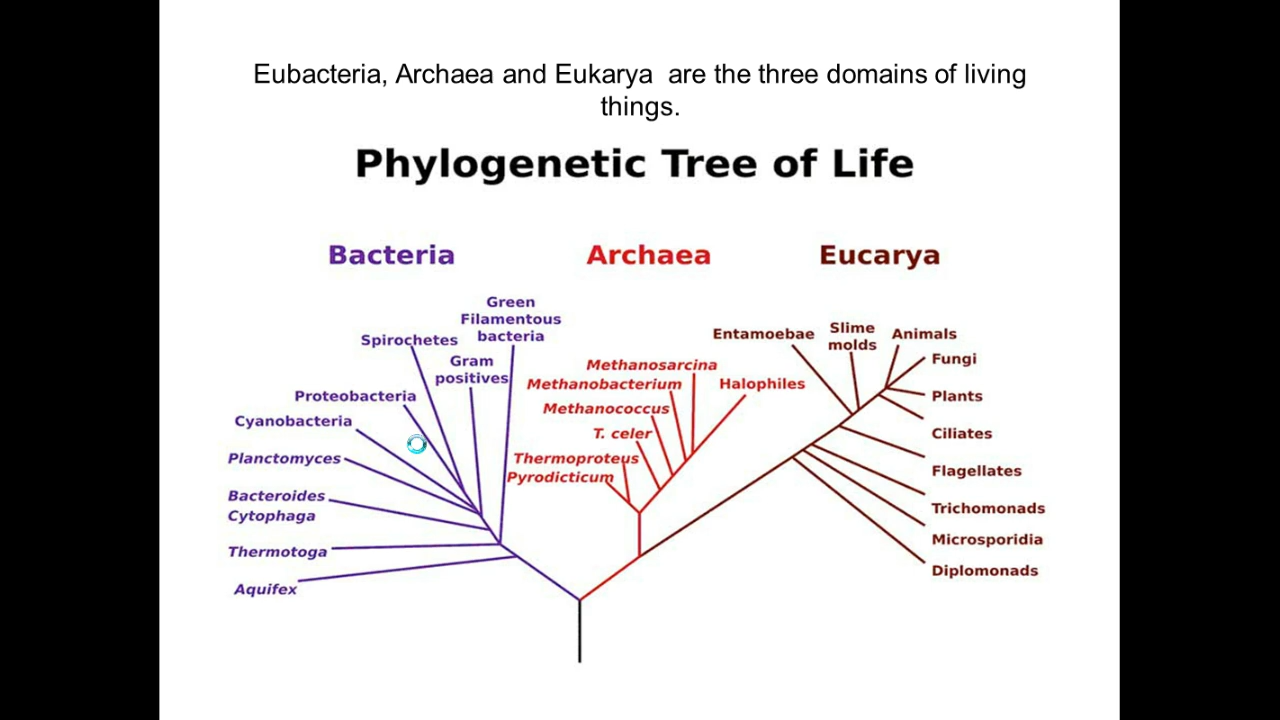 Eubacteria, Archaea and Eukarya are the three domains of living
things.
Phylogenetic Tree of Life
Bacteria
Archaea
Eucarya
Green
Filamentous
bacteria
Spirochetes
Gram
positives
Proteobacteria
Cyanobacteria
Planctomyces
Bacteroides
Cytophaga
Thermotoga
Aquifex
Methanosarcina
Methanobacterium
Halophiles
Methanococcus
T. celer
Thermoproteus
Pyrodicticum
Entamoebae
Slime
molds
Animals
Fungi
Plants
Ciliates
Flagellates
Trichomonads
Microsporidia
Diplomonads